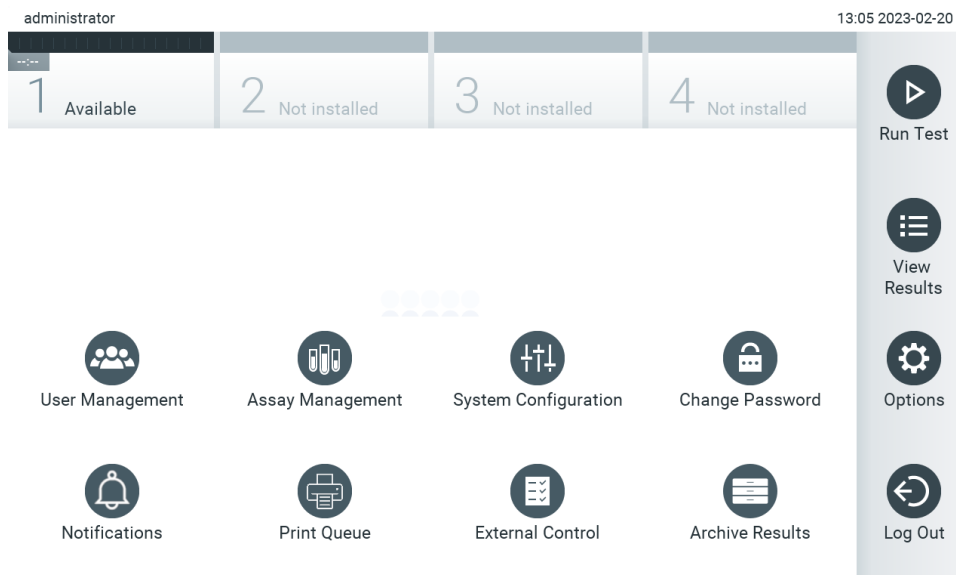 administrator 13:05 2023-02-20
--:--
1 Available 2 Not installed 3 Not installed 4 Not installed
Run Test
View
Results
User Management Assay Management System Configuration Change Password Options
Notifications Print Queue External Control Archive Results Log Out